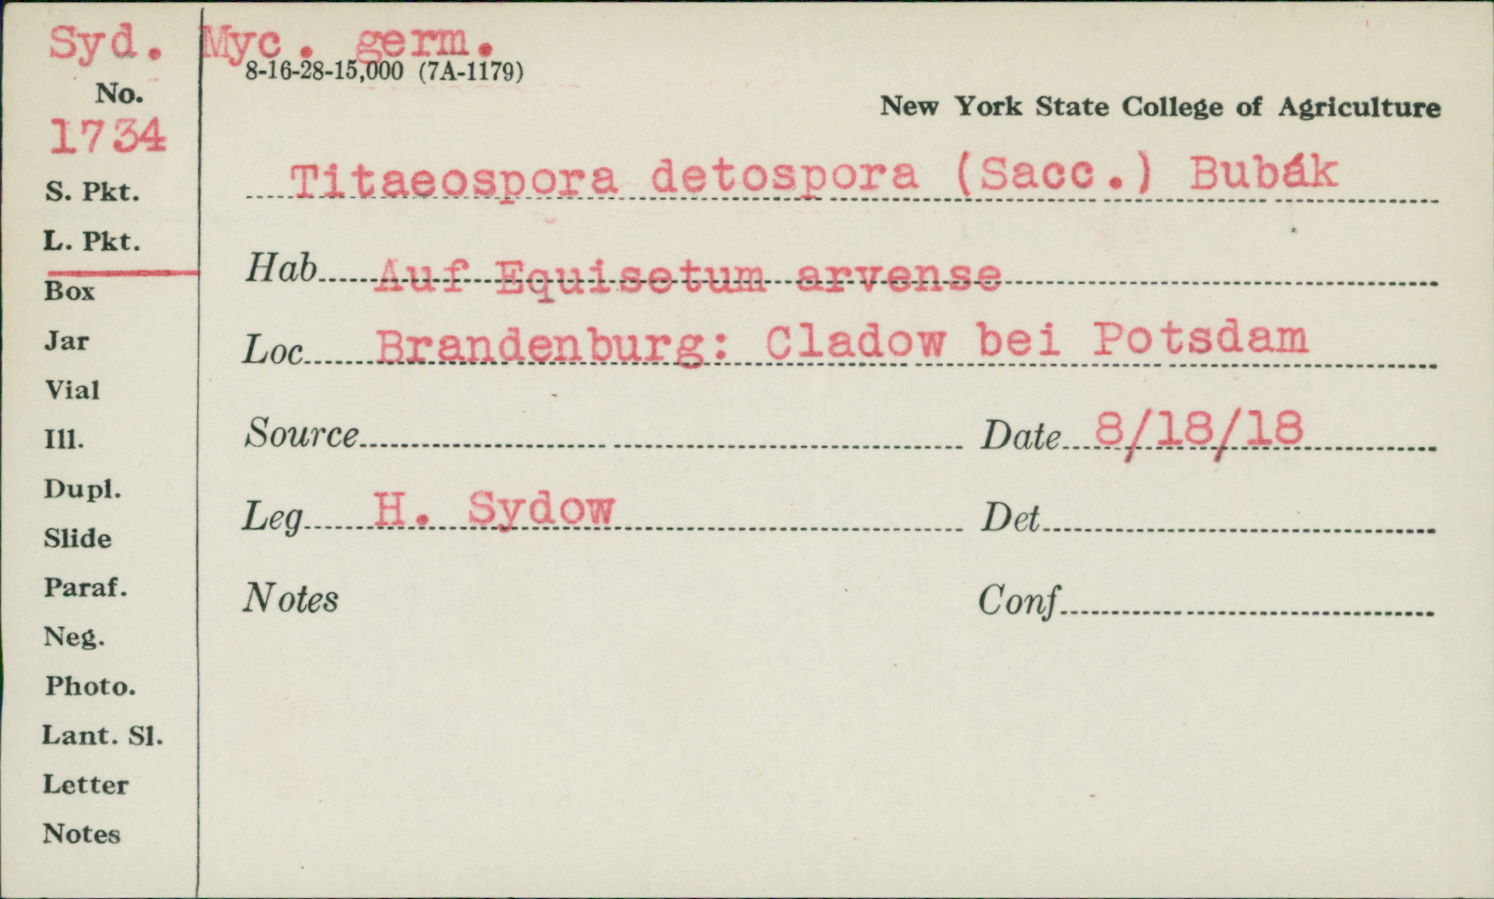 Syd. Myc. germ.
8-16-28-15,000 (7A-1179)
No.
1734
New York State College of Agriculture
Titaeospora detospora (Sacc.) Bubák
S. Pkt.
L. Pkt.
Hab. Auf Equisetum arvense
Box
Jar
Loc. Brandenburg: Cladow bei Potsdam
Vial
Ill.
Source Date 8/18/18
Dupl.
Leg. H. Sydow Det.
Slide
Paraf.
Notes Conf.
Neg.
Photo.
Lant. Sl.
Letter
Notes